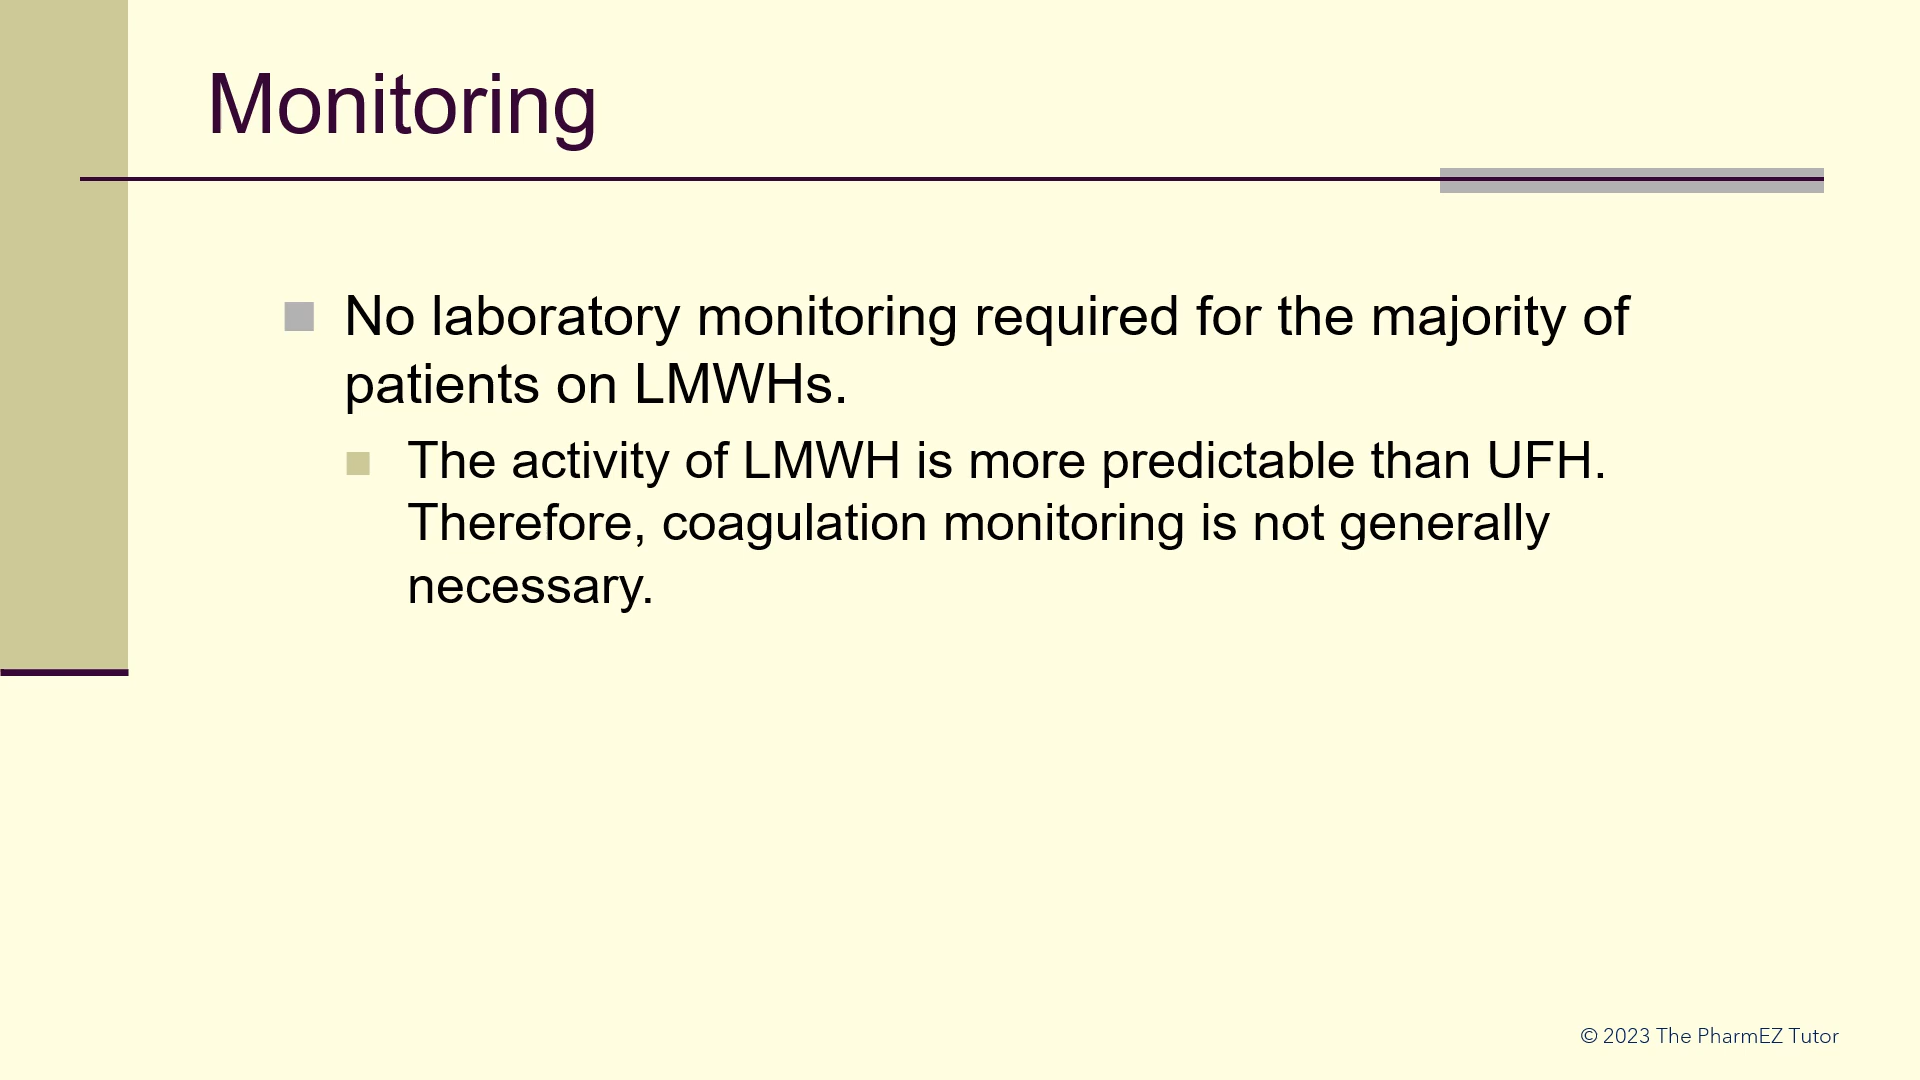 Monitoring
No laboratory monitoring required for the majority of
patients on LMWHs.
The activity of LMWH is more predictable than UFH.
Therefore, coagulation monitoring is not generally
necessary.
© 2023 The PharmEZ Tutor